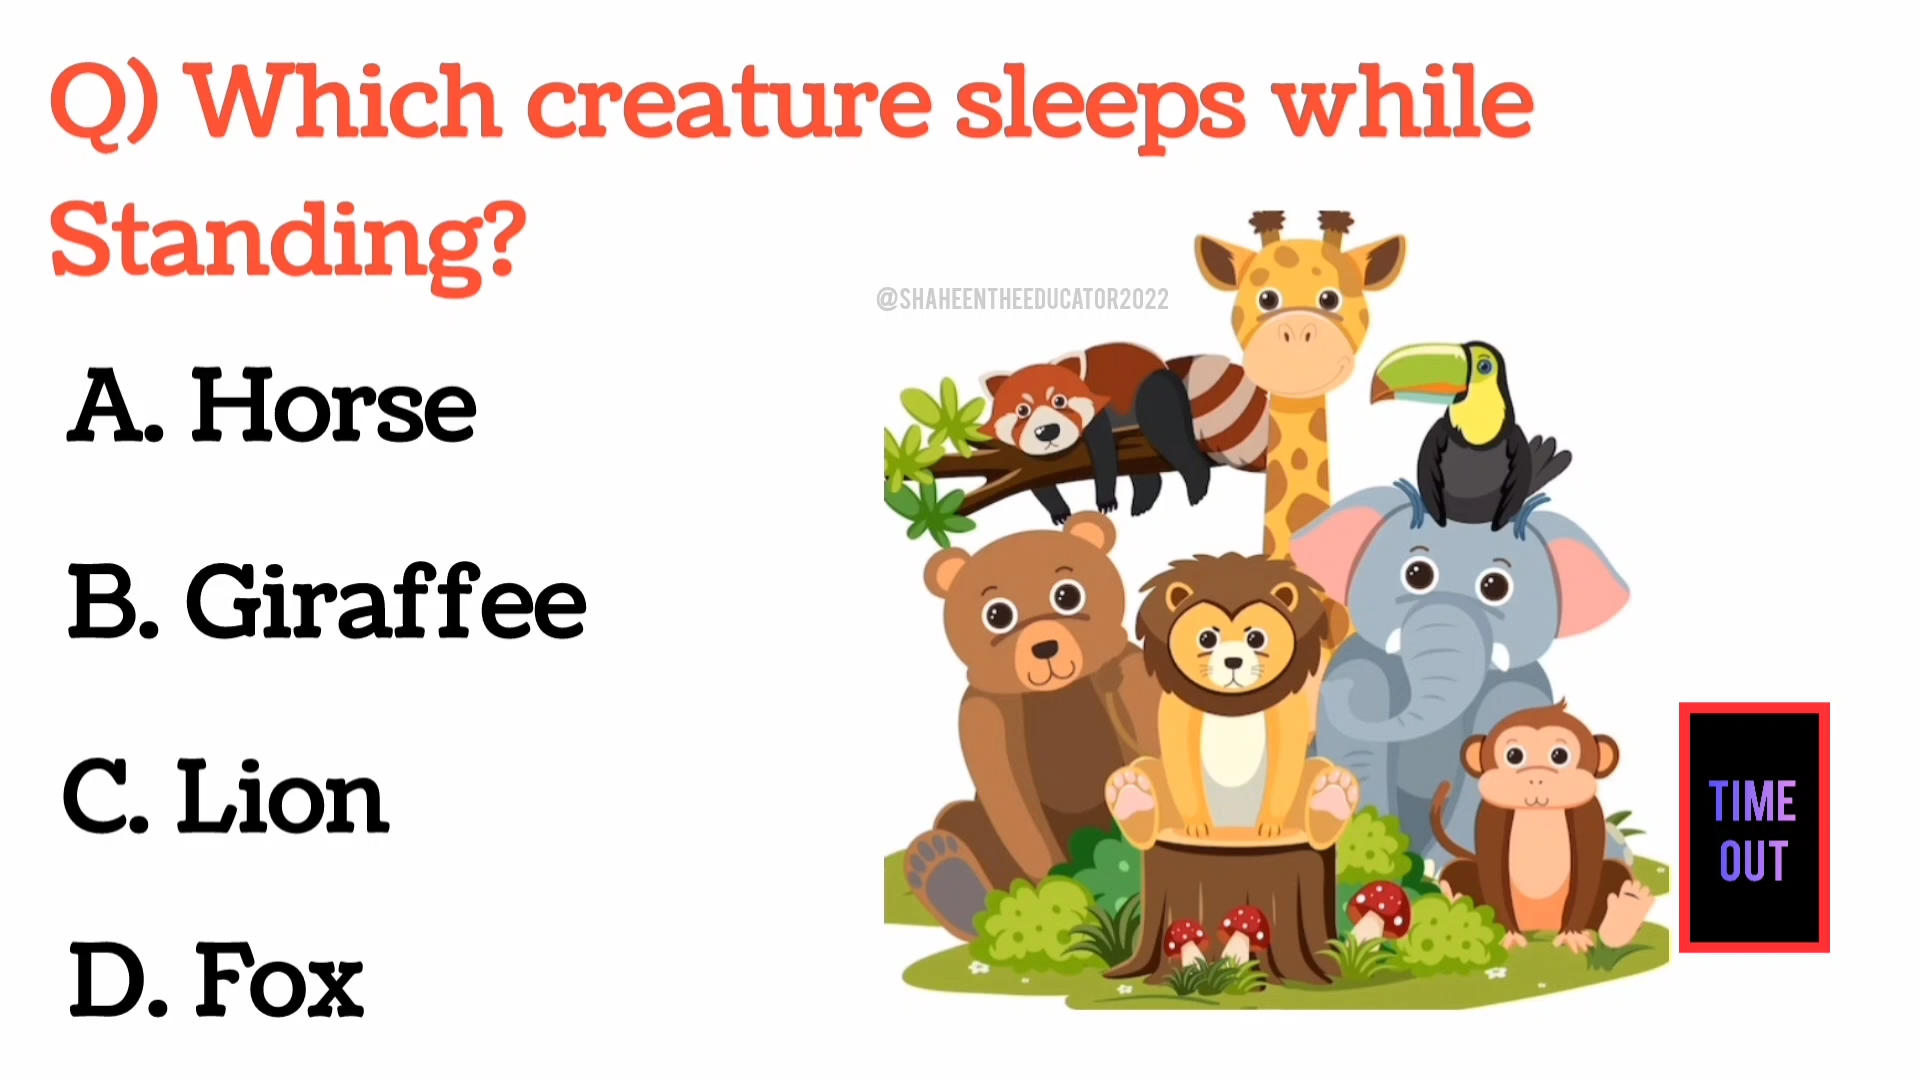 Q) Which creature sleeps while
Standing?
@SHAHEENTHEEDUCATOR2022
A. Horse
B. Giraffee
C. Lion
D. Fox
TIME
OUT